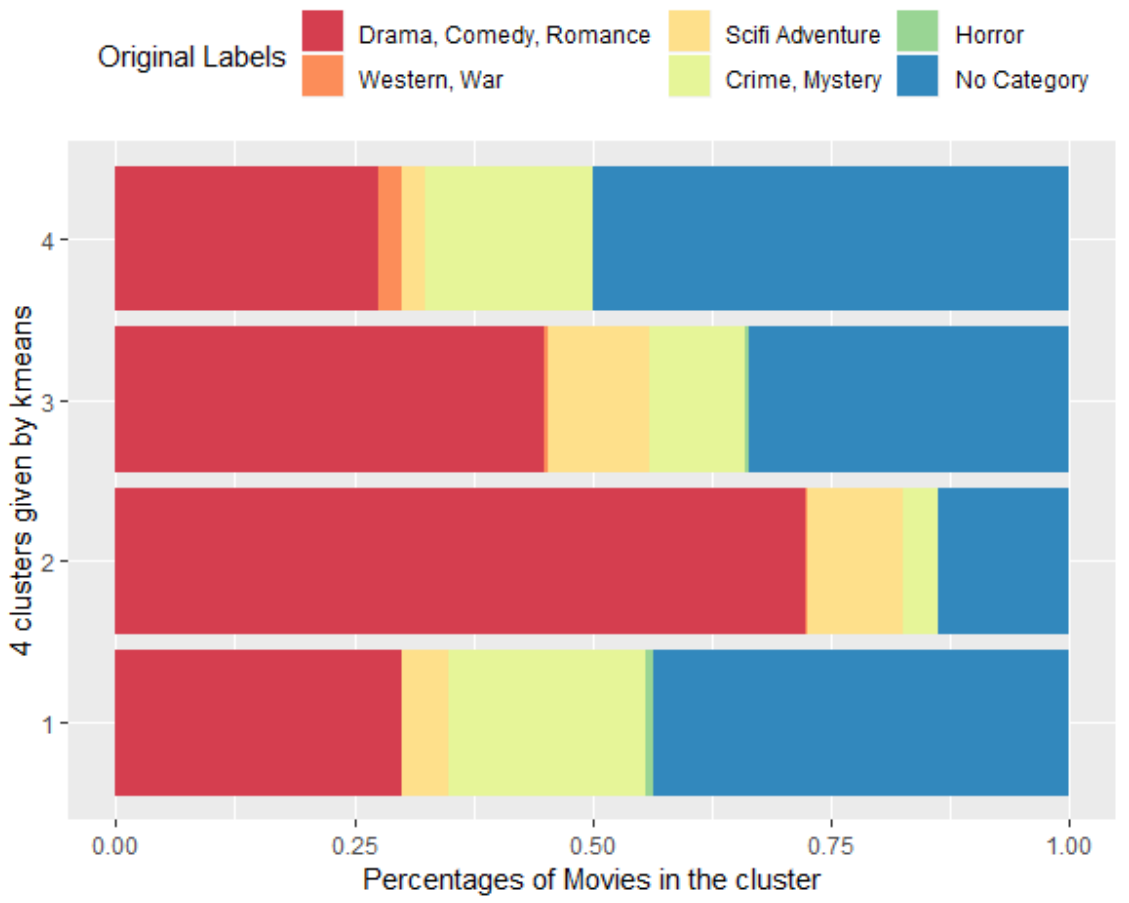 Original Labels
Drama, Comedy, Romance
Scifi Adventure
Horror
Western, War
Crime, Mystery
No Category
4 clusters given by kmeans
4
3
2
1
0.00 0.25 0.50 0.75 1.00
Percentages of Movies in the cluster